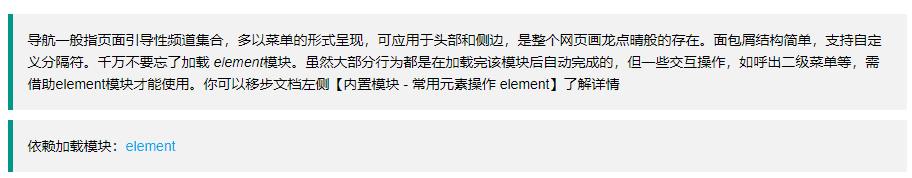 导航一般指页面引导性频道集合，多以菜单的形式呈现，可应用于头部和侧边，是整个网页画龙点晴般的存在。面包屑结构简单，支持自定
义分隔符。千万不要忘了加载 element模块。虽然大部分行为都是在加载完该模块后自动完成的，但一些交互操作，如呼出二级菜单等，需
借助element模块才能使用。你可以移步文档左侧【内置模块 - 常用元素操作 element】了解详情
依赖加载模块：element